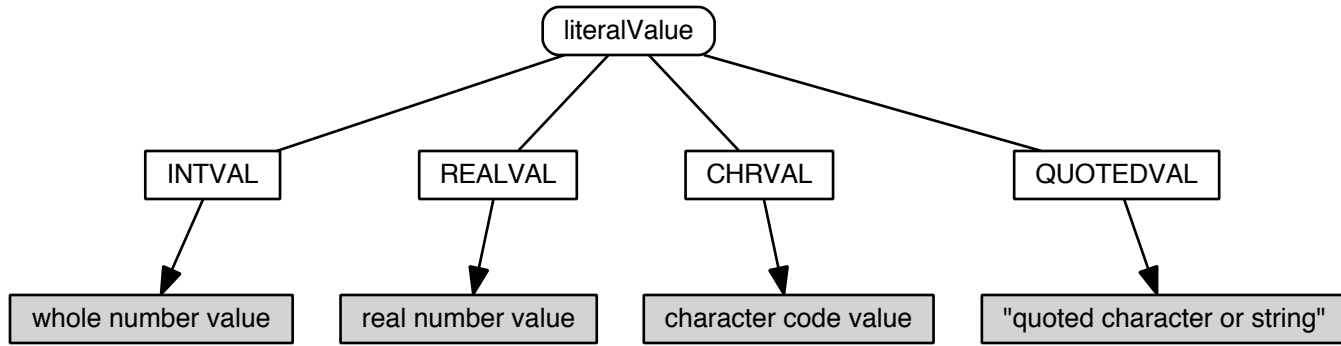 literalValue
INTVAL
REALVAL
CHRVAL
QUOTEDVAL
whole number value
real number value
character code value
"quoted character or string"